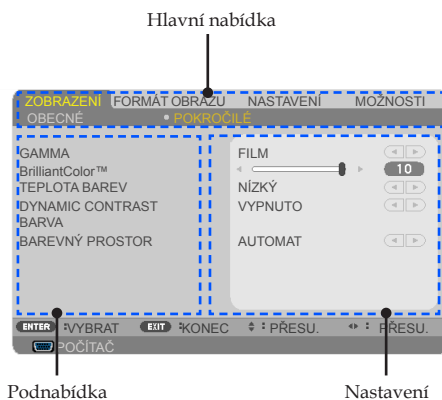 Hlavní nabídka
ZOBRAZENÍ FORMÁT OBRAZU NASTAVENÍ MOŽNOSTI
OBECNÉ • POKROČILÉ
GAMMA FILM
BrilliantColor™ 10
TEPLOTA BAREV NÍZKÝ
DYNAMIC CONTRAST VYPNUTO
BARVA
BAREVNÝ PROSTOR AUTOMAT
ENTER :VYBRAT EXIT :KONEC : PŘESU. : PŘESU.
POČÍTAČ
Podnabídka Nastavení